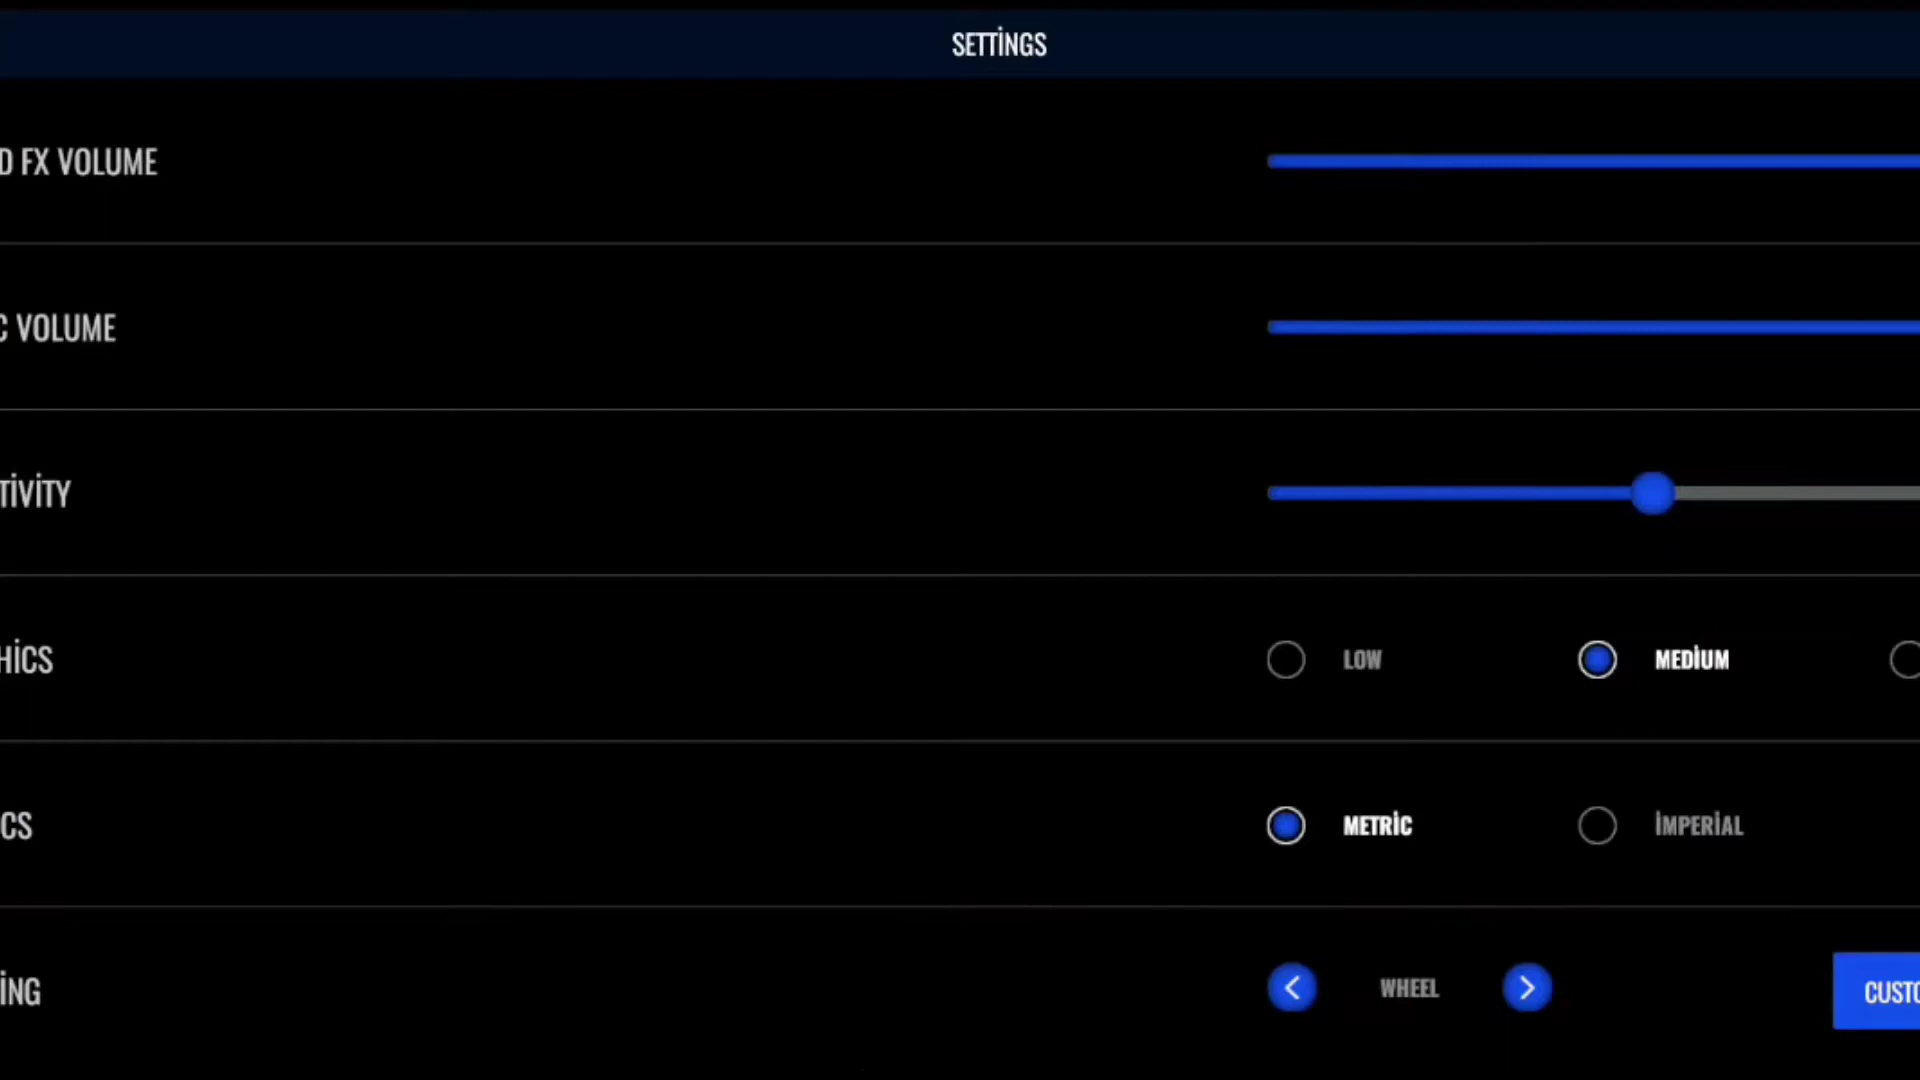 SETTİNGS
D FX VOLUME
C VOLUME
TİVİTY
HİCS
LOW
MEDİUM
CS
METRİC
İMPERİAL
İNG
WHEEL
CUSTO